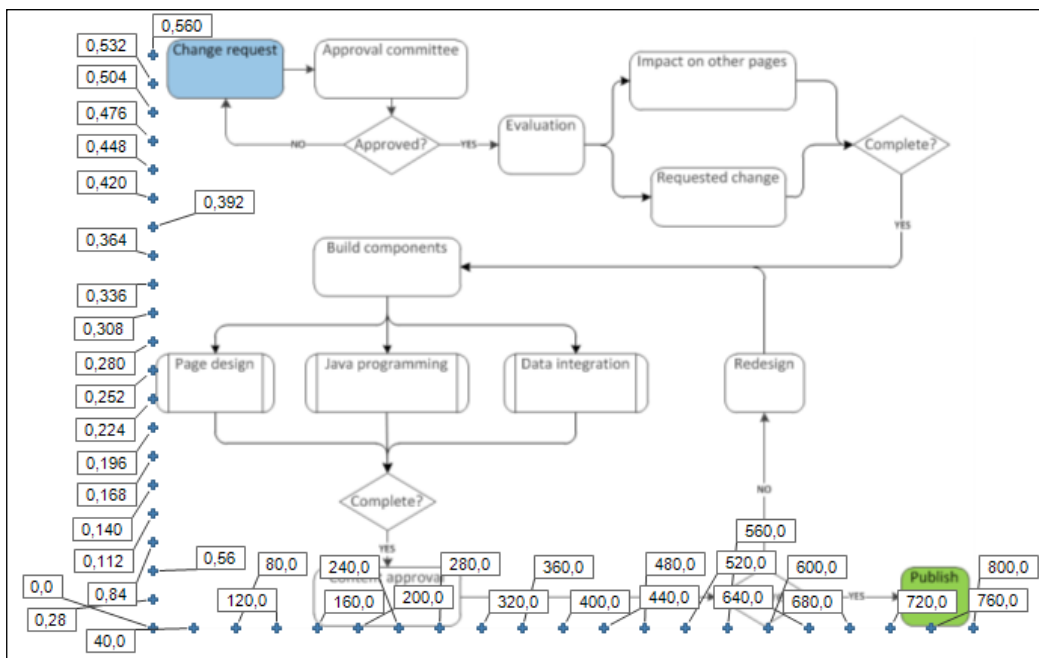 0,560
0,532
Change request
Approval committee
0,504
Impact on other pages
0,476
Evaluation
0,448
NO
Approved?
YES
Complete?
0,420
Requested change
0,392
YES
0,364
Build components
0,336
0,308
0,280
Page design
Java programming
Data integration
Redesign
0,252
0,224
0,196
0,168
NO
0,140
Complete?
560,0
0,112
0,56
YES
80,0
240,0
280,0
360,0
480,0
520,0
600,0
800,0
0,0
0,84
Content approval
Publish
0,28
120,0
160,0
200,0
320,0
400,0
440,0
640,0
680,0
YES
720,0
760,0
40,0